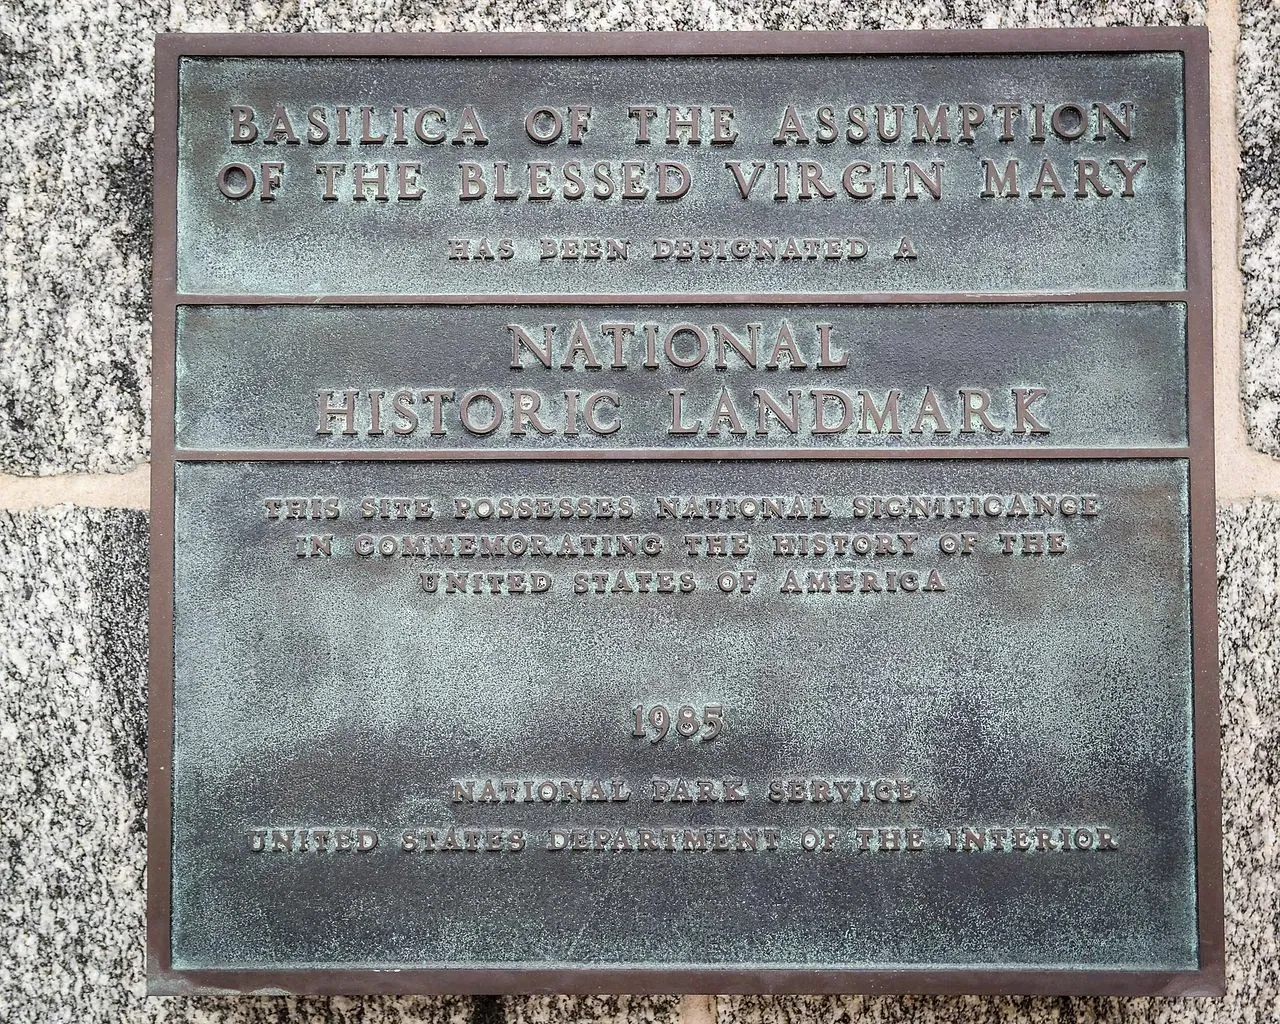 BASILICA OF THE ASSUMPTION
OF THE BLESSED VIRGIN MARY
HAS BEEN DESIGNATED A
NATIONAL
HISTORIC LANDMARK
THIS SITE POSSESSES NATIONAL SIGNIFICANCE
IN COMMEMORATING THE HISTORY OF THE
UNITED STATES OF AMERICA
1985
NATIONAL PARK SERVICE
UNITED STATES DEPARTMENT OF THE INTERIOR